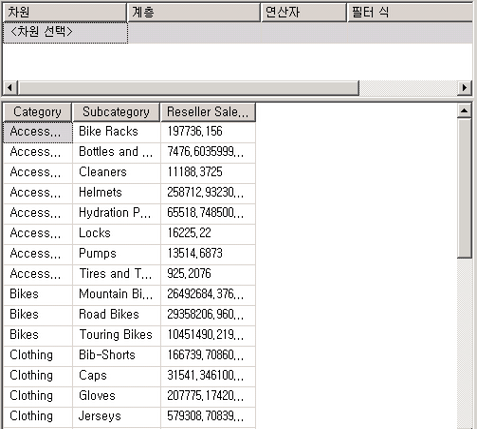 차원 계층 연산자 필터 식
<차원 선택>
Category Subcategory Reseller Sale...
Access... Bike Racks 197736,156
Access... Bottles and ... 7476,6035999...
Access... Cleaners 11188,3725
Access... Helmets 258712,93230...
Access... Hydration P... 65518,748500...
Access... Locks 16225,22
Access... Pumps 13514,6873
Access... Tires and T... 925,2076
Bikes Mountain Bi... 26492684,376...
Bikes Road Bikes 29358206,960...
Bikes Touring Bikes 10451490,219...
Clothing Bib-Shorts 166739,70860...
Clothing Caps 31541,346100...
Clothing Gloves 207775,17420...
Clothing Jerseys 579308,70839...